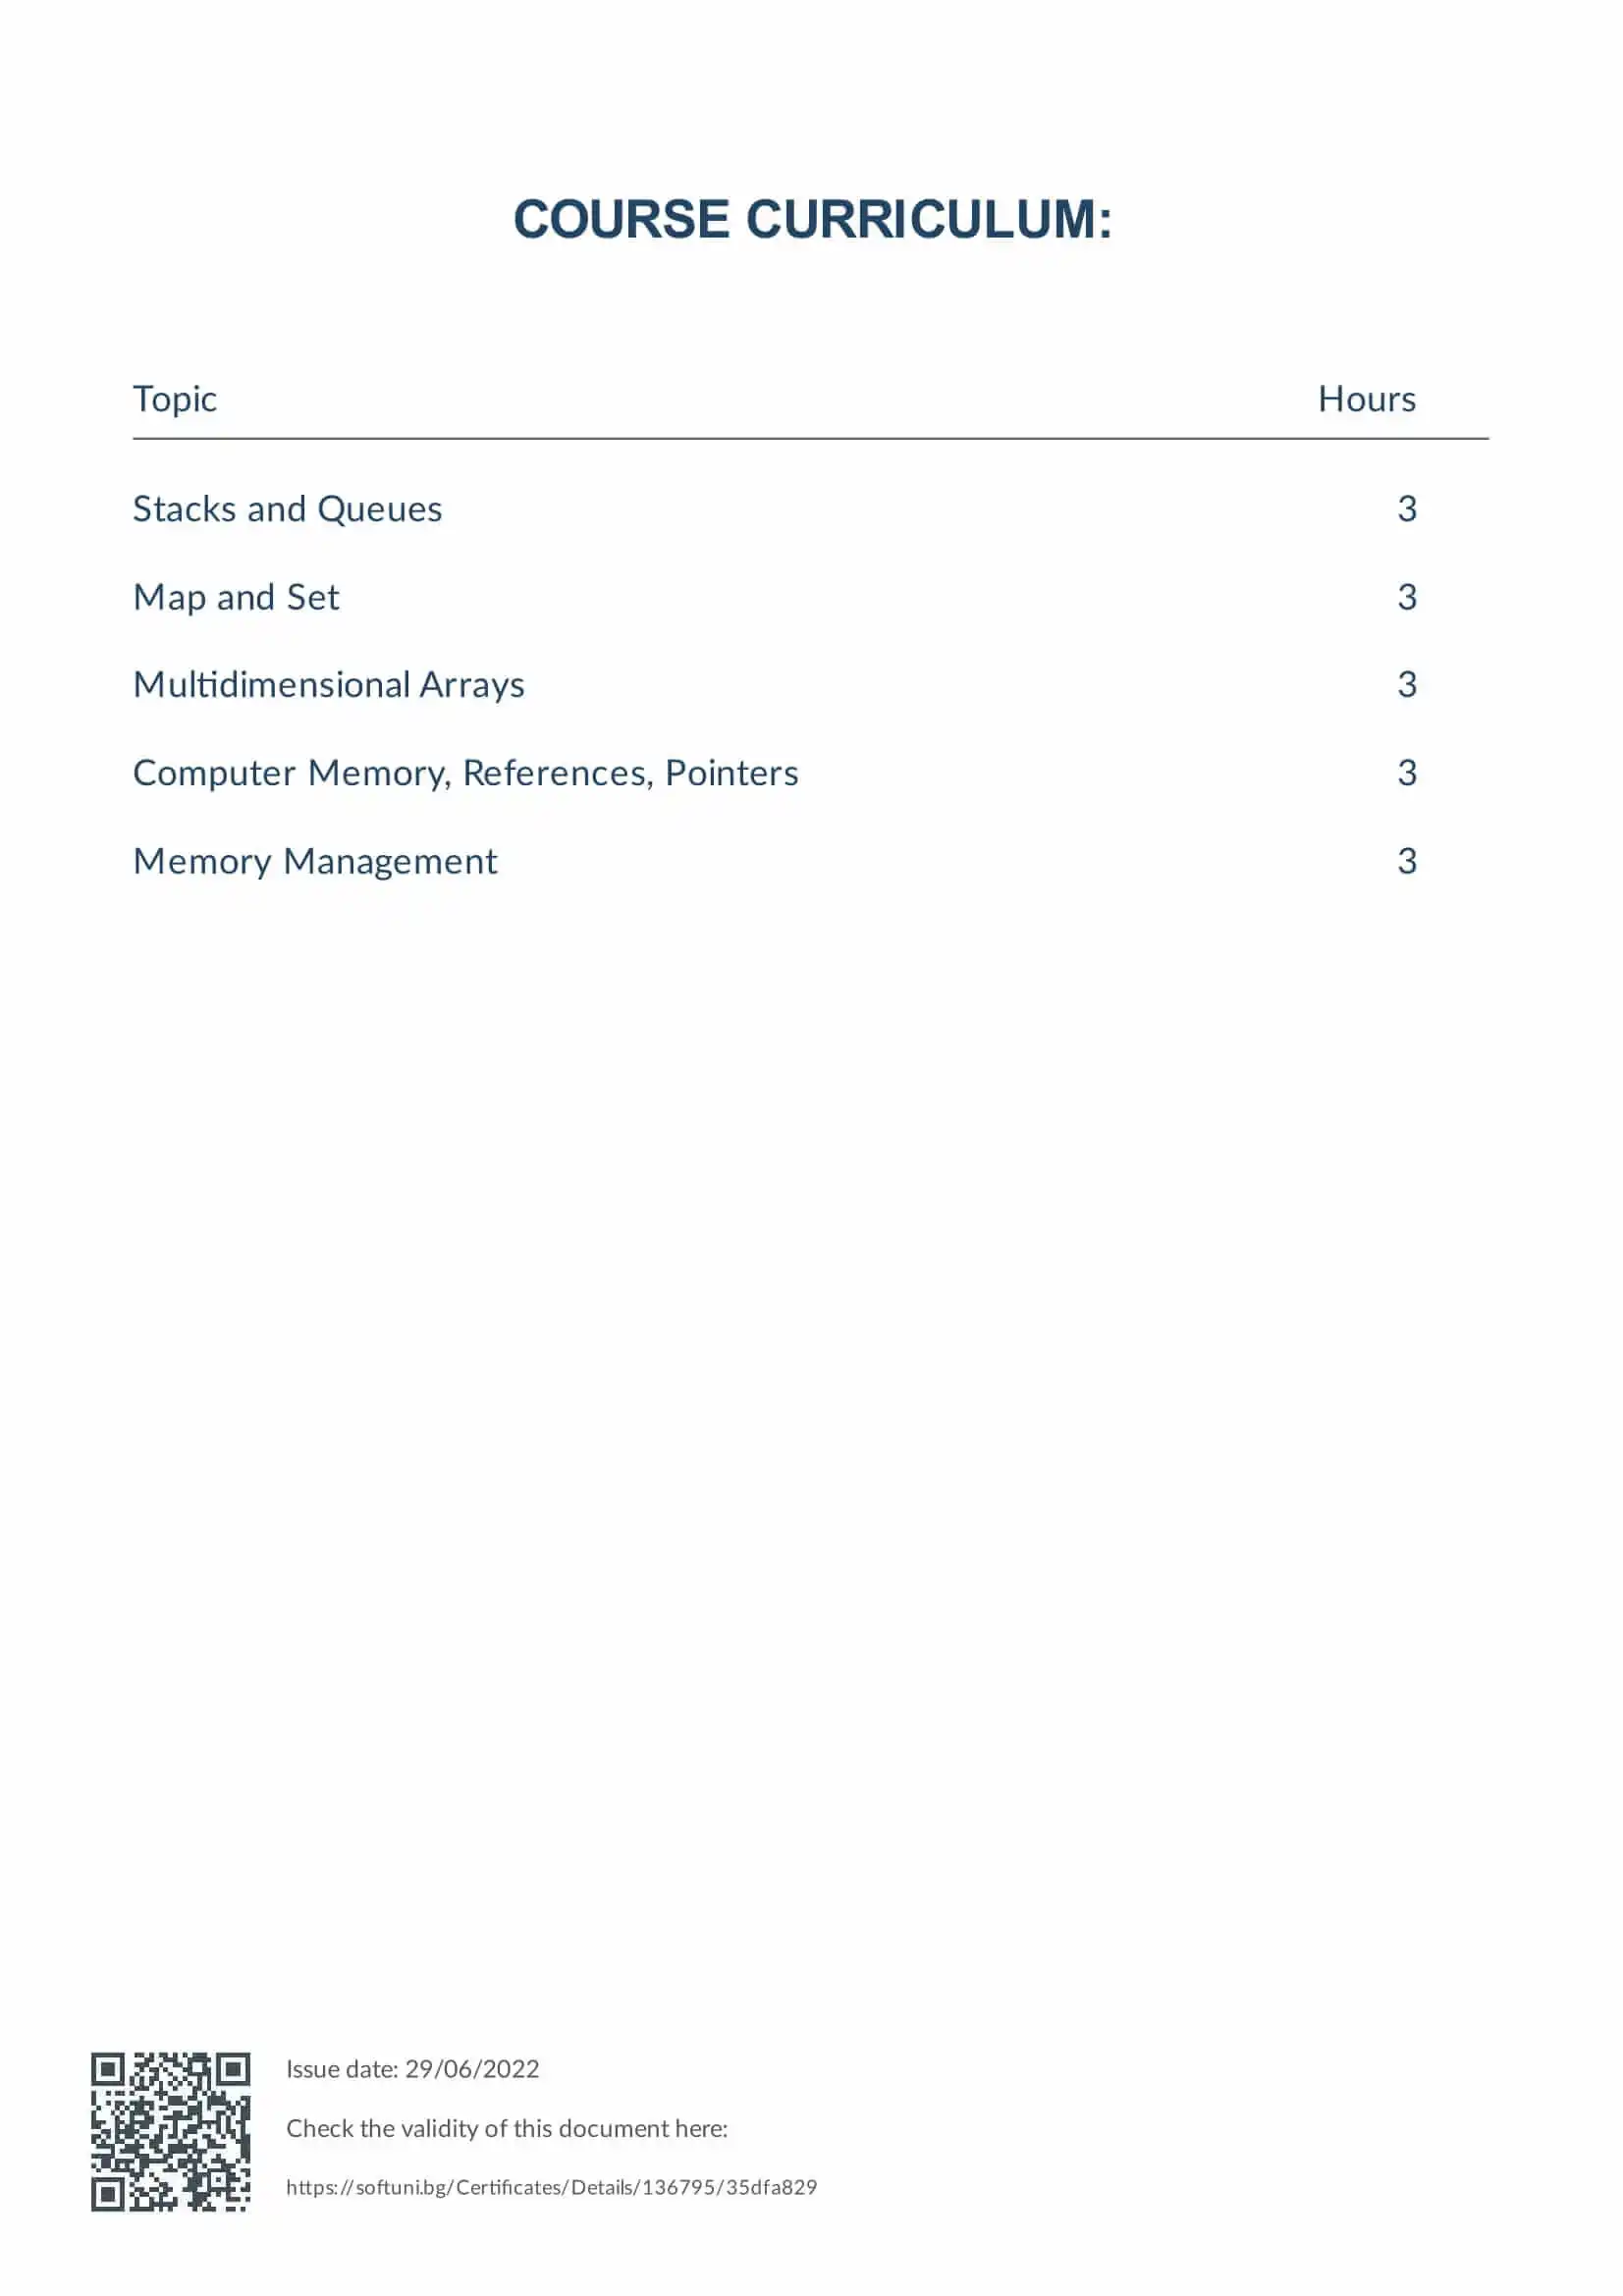 COURSE CURRICULUM:
Topic Hours
Stacks and Queues 3
Map and Set 3
Multidimensional Arrays 3
Computer Memory, References, Pointers 3
Memory Management 3
Issue date: 29/06/2022
Check the validity of this document here:
https://softuni.bg/Certificates/Details/136795/35dfa829